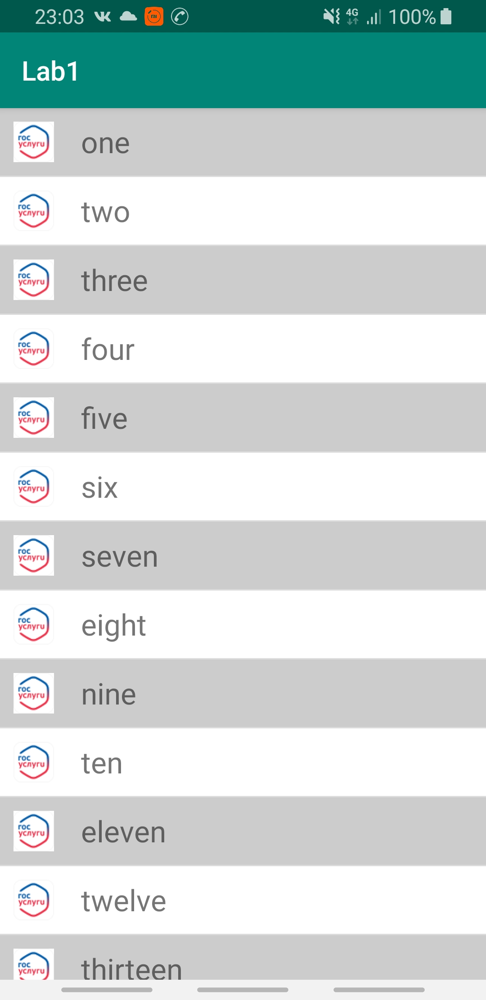 23:03 4G 100%
Lab1
гос
услуги
one
гос
услуги
two
гос
услуги
three
гос
услуги
four
гос
услуги
five
гос
услуги
six
гос
услуги
seven
гос
услуги
eight
гос
услуги
nine
гос
услуги
ten
гос
услуги
eleven
гос
услуги
twelve
гос
услуги
thirteen